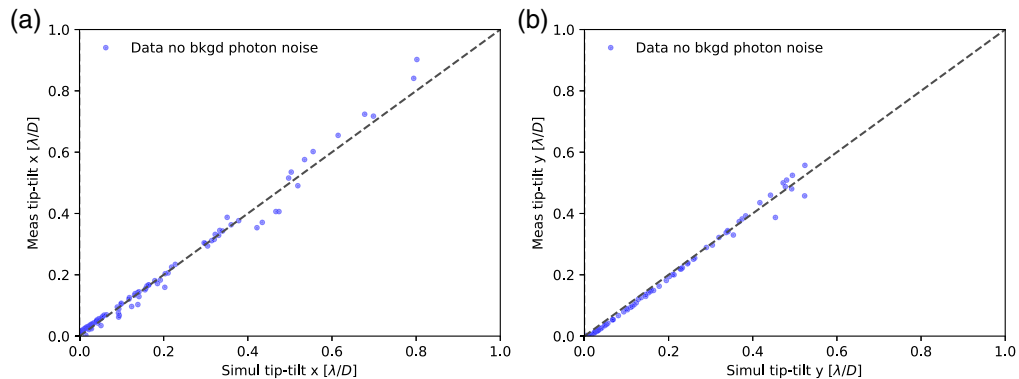 (a)
1.0
0.8
0.6
0.4
0.2
0.0
Meas tip-tilt x [λ/D]
Data no bkgd photon noise
0.0 0.2 0.4 0.6 0.8 1.0
Simul tip-tilt x [λ/D]
(b)
1.0
0.8
0.6
0.4
0.2
0.0
Meas tip-tilt y [λ/D]
Data no bkgd photon noise
0.0 0.2 0.4 0.6 0.8 1.0
Simul tip-tilt y [λ/D]